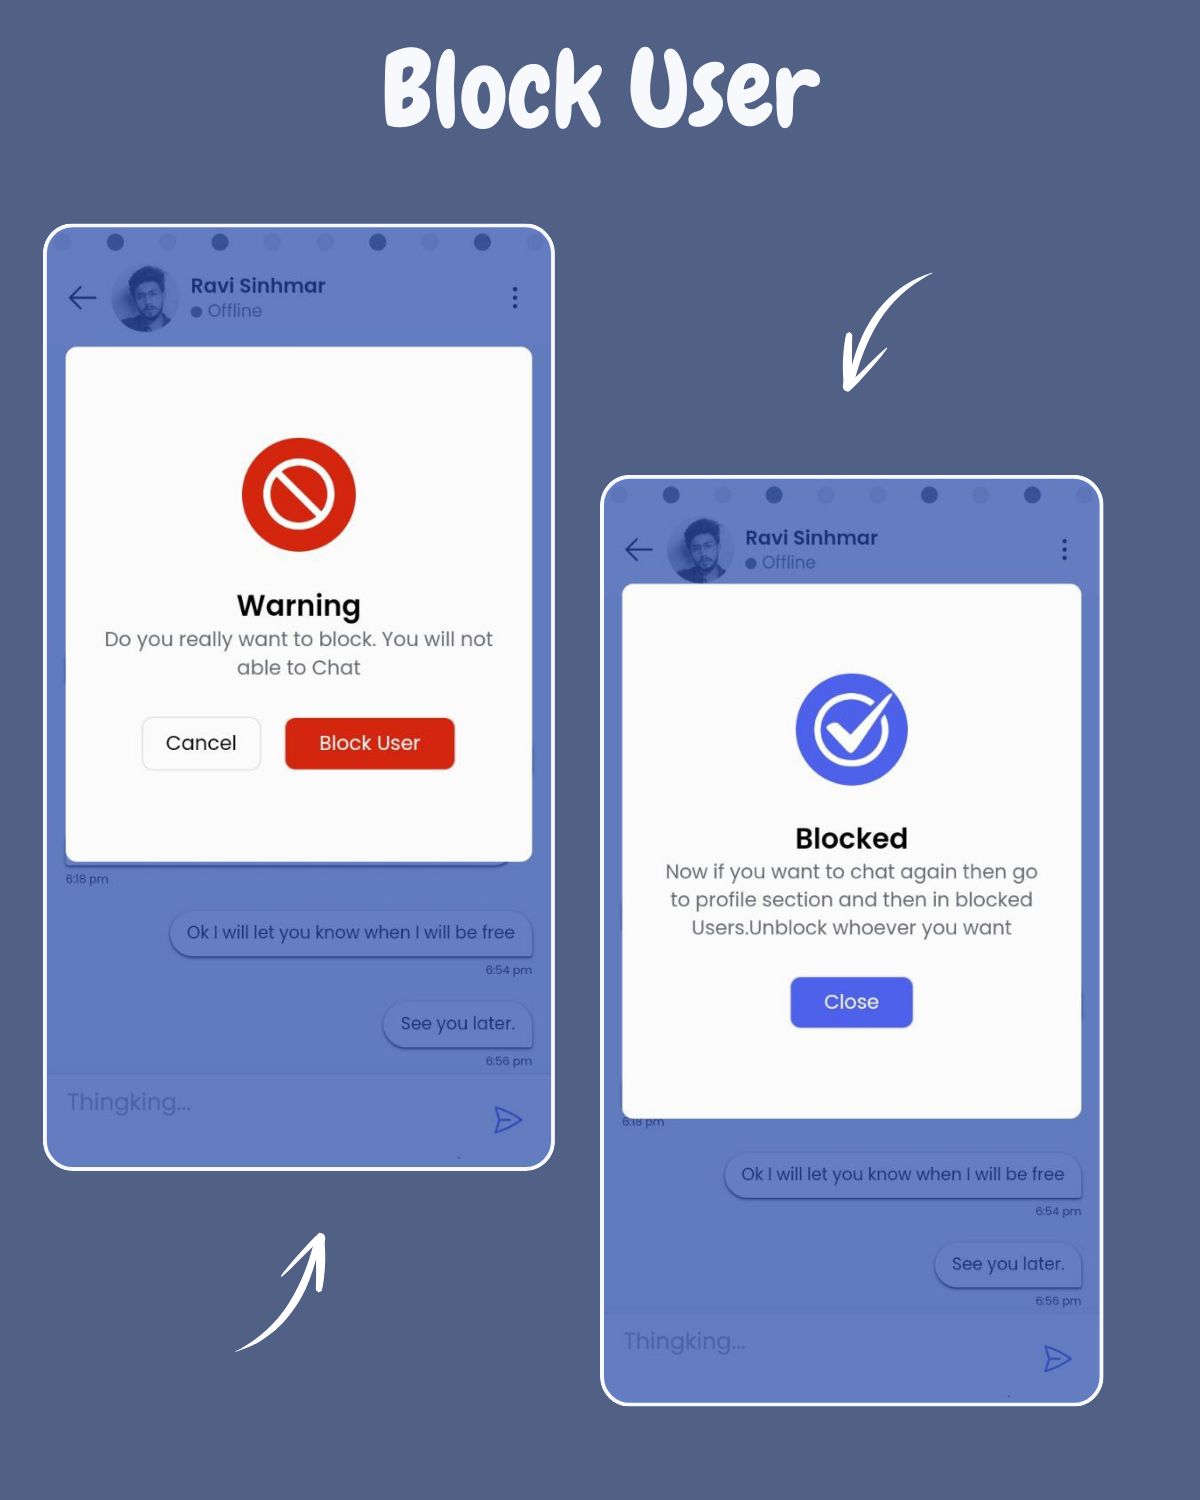 Block User
Ravi Sinhmar
Offline
Warning
Do you really want to block. You will not
able to Chat
Cancel
Block User
6:18 pm
Ok I will let you know when I will be free
6:54 pm
See you later.
6:56 pm
Thingking...
Ravi Sinhmar
Offline
Blocked
Now if you want to chat again then go
to profile section and then in blocked
Users.Unblock whoever you want
Close
6:18 pm
Ok I will let you know when I will be free
6:54 pm
See you later.
6:56 pm
Thingking...